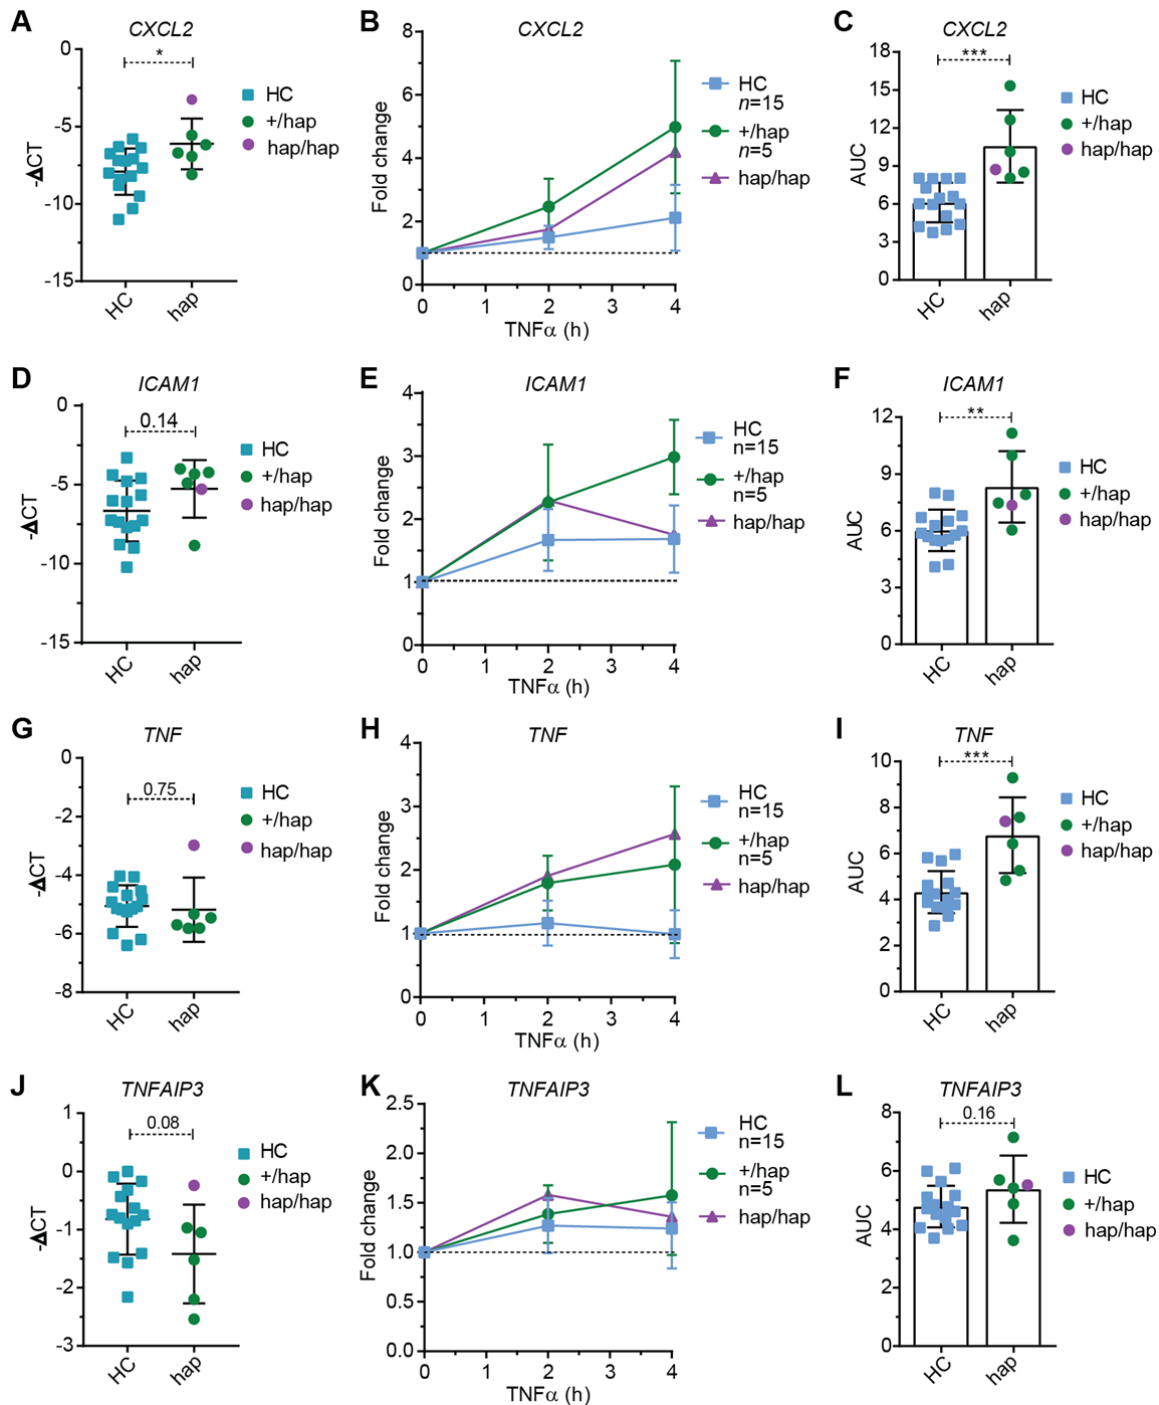 A
CXCL2
0
-5
-10
-15
-ΔCT
*
HC
hap
HC
+/hap
hap/hap
B
CXCL2
8
6
4
2
0
Fold change
0 1 2 3 4
TNFα (h)
HC
n=15
+/hap
n=5
hap/hap
C
CXCL2
18
15
12
9
6
3
0
AUC
***
HC
hap
HC
+/hap
hap/hap
D
ICAM1
0
-5
-10
-15
-ΔCT
0.14
HC
hap
HC
+/hap
hap/hap
E
ICAM1
4
3
2
1
0
Fold change
0 1 2 3 4
TNFα (h)
HC
n=15
+/hap
n=5
hap/hap
F
ICAM1
12
9
6
3
0
AUC
**
HC
hap
HC
+/hap
hap/hap
G
TNF
0
-2
-4
-6
-8
-ΔCT
0.75
HC
hap
HC
+/hap
hap/hap
H
TNF
4
3
2
1
0
Fold change
0 1 2 3 4
TNFα (h)
HC
n=15
+/hap
n=5
hap/hap
I
TNF
10
8
6
4
2
0
AUC
***
HC
hap
HC
+/hap
hap/hap
J
TNFAIP3
1
0
-1
-2
-3
-ΔCT
0.08
HC
hap
HC
+/hap
hap/hap
K
TNFAIP3
2.5
2.0
1.5
1.0
0.5
0.0
Fold change
0 1 2 3 4
TNFα (h)
HC
n=15
+/hap
n=5
hap/hap
L
TNFAIP3
8
6
4
2
0
AUC
0.16
HC
hap
HC
+/hap
hap/hap